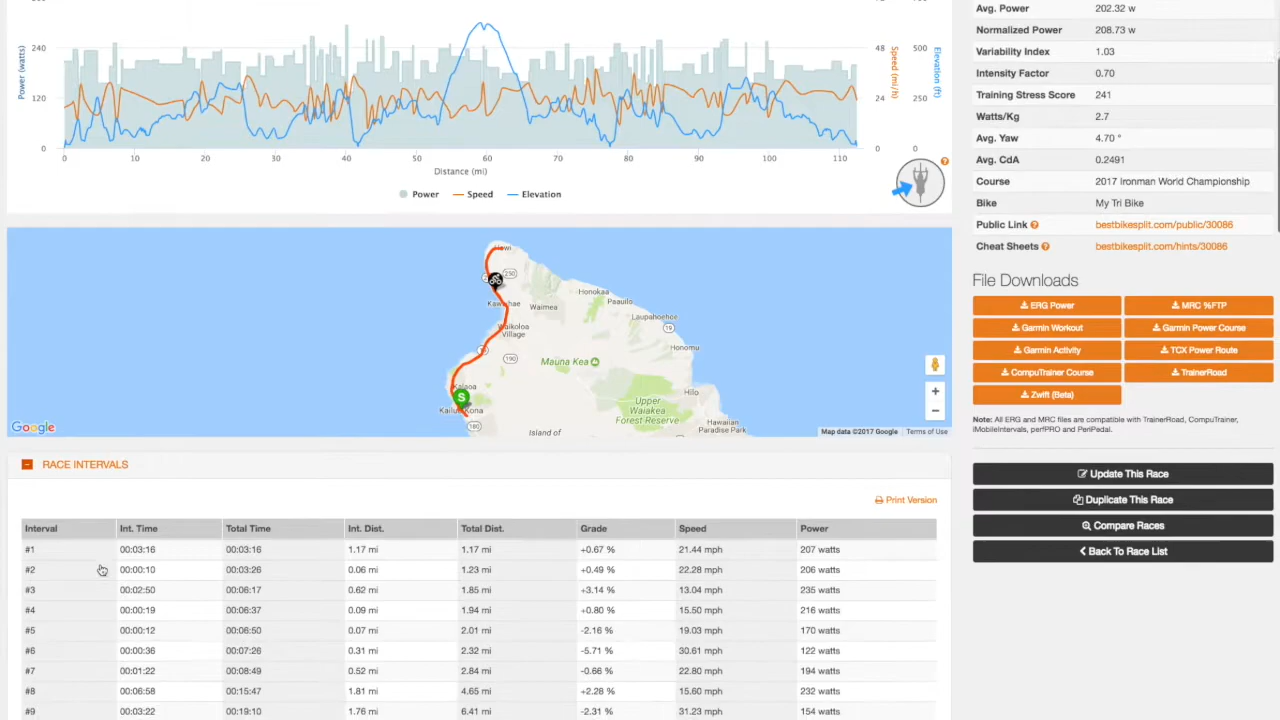 Avg. Power 202.32 w
Normalized Power 208.73 w
Variability Index 1.03
Intensity Factor 0.70
Training Stress Score 241
Watts/Kg 2.7
Avg. Yaw 4.70 °
Avg. CdA 0.2491
Course 2017 Ironman World Championship
Bike My Tri Bike
Public Link ? bestbikesplit.com/public/30086
Cheat Sheets ? bestbikesplit.com/hints/30086
Power (watts)
240
120
0
48
24
0
Speed (mi/h)
500
250
0
Elevation (ft)
0 10 20 30 40 50 60 70 80 90 100 110
Distance (mi)
Power Speed Elevation
?
File Downloads
ERG Power MRC %FTP
Garmin Workout Garmin Power Course
Garmin Activity TCX Power Route
CompuTrainer Course TrainerRoad
Zwift (Beta)
Note: All ERG and MRC files are compatible with TrainerRoad, CompuTrainer,
iMobileIntervals, perfPRO and PeriPedal.
Update This Race
Duplicate This Race
Compare Races
Back To Race List
Hawi
250
Kawaihae
Waimea
Honokaa
Paauilo
Laupahoehoe
19
Waikoloa
Village
190
Honomu
Mauna Kea
Kalaoa
S
Kailua-Kona
180
Hilo
Upper
Waiakea
Forest Reserve
Hawaiian
Paradise Park
Island of
+
−
Google
Map data ©2017 Google Terms of Use
RACE INTERVALS
Print Version
Interval Int. Time Total Time Int. Dist. Total Dist. Grade Speed Power
#1 00:03:16 00:03:16 1.17 mi 1.17 mi +0.67 % 21.44 mph 207 watts
#2 00:00:10 00:03:26 0.06 mi 1.23 mi +0.49 % 22.28 mph 206 watts
#3 00:02:50 00:06:17 0.62 mi 1.85 mi +3.14 % 13.04 mph 235 watts
#4 00:00:19 00:06:37 0.09 mi 1.94 mi +0.80 % 15.50 mph 216 watts
#5 00:00:12 00:06:50 0.07 mi 2.01 mi -2.16 % 19.03 mph 170 watts
#6 00:00:36 00:07:26 0.31 mi 2.32 mi -5.71 % 30.61 mph 122 watts
#7 00:01:22 00:08:49 0.52 mi 2.84 mi -0.66 % 22.80 mph 194 watts
#8 00:06:58 00:15:47 1.81 mi 4.65 mi +2.28 % 15.60 mph 232 watts
#9 00:03:22 00:19:10 1.76 mi 6.41 mi -2.31 % 31.23 mph 154 watts